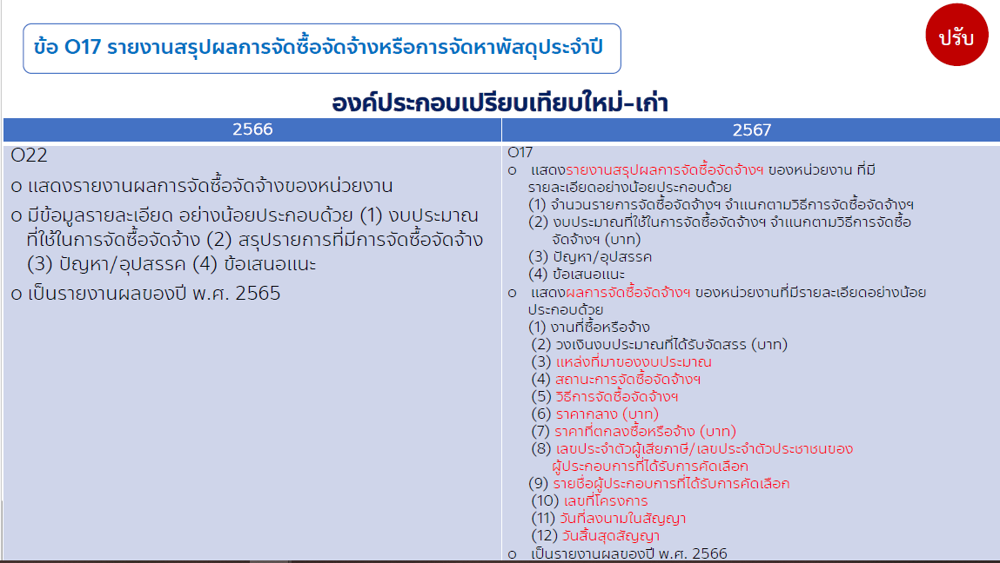 ข้อ O17 รายงานสรุปผลการจัดซื้อจัดจ้างหรือการจัดหาพัสดุประจำปี
ปรับ
องค์ประกอบเปรียบเทียบใหม่-เก่า
2566
O22
o แสดงรายงานผลการจัดซื้อจัดจ้างของหน่วยงาน
o มีข้อมูลรายละเอียด อย่างน้อยประกอบด้วย (1) งบประมาณ
ที่ใช้ในการจัดซื้อจัดจ้าง (2) สรุปรายการที่มีการจัดซื้อจัดจ้าง
(3) ปัญหา/อุปสรรค (4) ข้อเสนอแนะ
o เป็นรายงานผลของปี พ.ศ. 2565
2567
O17
o แสดงรายงานสรุปผลการจัดซื้อจัดจ้างฯ ของหน่วยงาน ที่มี
รายละเอียดอย่างน้อยประกอบด้วย
(1) จำนวนรายการจัดซื้อจัดจ้างฯ จำแนกตามวิธีการจัดซื้อจัดจ้างฯ
(2) งบประมาณที่ใช้ในการจัดซื้อจัดจ้างฯ จำแนกตามวิธีการจัดซื้อ
จัดจ้างฯ (บาท)
(3) ปัญหา/อุปสรรค
(4) ข้อเสนอแนะ
o แสดงผลการจัดซื้อจัดจ้างฯ ของหน่วยงานที่มีรายละเอียดอย่างน้อย
ประกอบด้วย
(1) งานที่ซื้อหรือจ้าง
(2) วงเงินงบประมาณที่ได้รับจัดสรร (บาท)
(3) แหล่งที่มาของงบประมาณ
(4) สถานะการจัดซื้อจัดจ้างฯ
(5) วิธีการจัดซื้อจัดจ้างฯ
(6) ราคากลาง (บาท)
(7) ราคาที่ตกลงซื้อหรือจ้าง (บาท)
(8) เลขประจำตัวผู้เสียภาษี/เลขประจำตัวประชาชนของ
ผู้ประกอบการที่ได้รับการคัดเลือก
(9) รายชื่อผู้ประกอบการที่ได้รับการคัดเลือก
(10) เลขที่โครงการ
(11) วันที่ลงนามในสัญญา
(12) วันสิ้นสุดสัญญา
o เป็นรายงานผลของปี พ.ศ. 2566